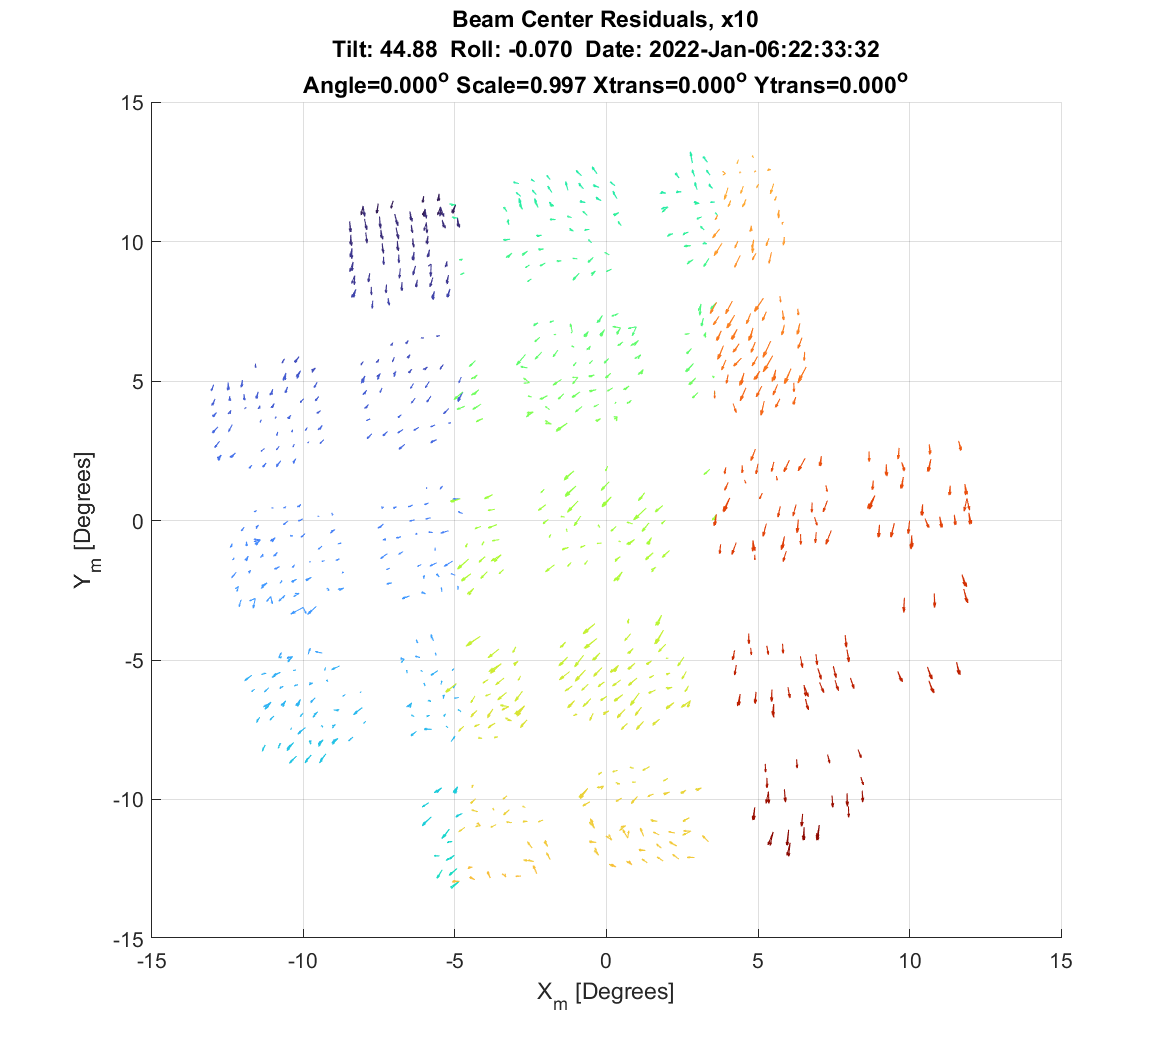 Beam Center Residuals, x10
Tilt: 44.88 Roll: -0.070 Date: 2022-Jan-06:22:33:32
Angle=0.000° Scale=0.997 Xtrans=0.000° Ytrans=0.000°
15
10
5
0
-5
-10
-15
Y_m [Degrees]
-15 -10 -5 0 5 10 15
X_m [Degrees]